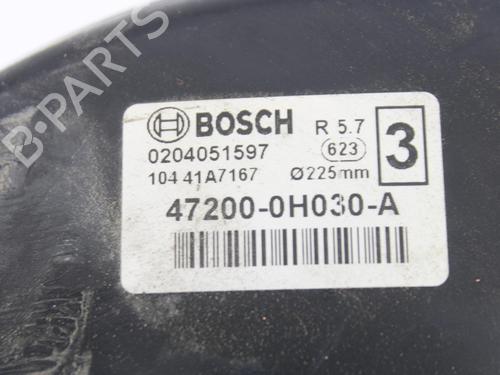 B-PARTS
BOSCH R 5.7
0204051597 623 3
104 41A7167 Ø225mm
47200-0H030-A